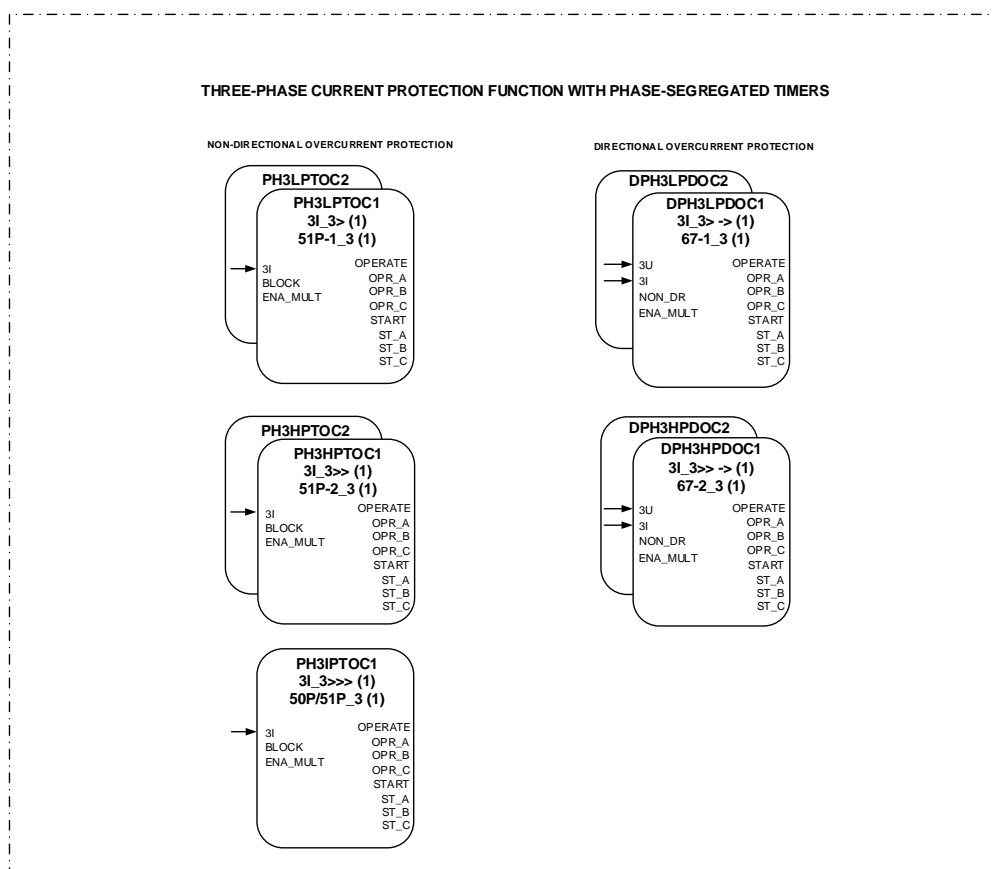 THREE-PHASE CURRENT PROTECTION FUNCTION WITH PHASE-SEGREGATED TIMERS
NON-DIRECTIONAL OVERCURRENT PROTECTION
PH3LPTOC2
PH3LPTOC1
3I_3> (1)
51P-1_3 (1)
3I
BLOCK
ENA_MULT
OPERATE
OPR_A
OPR_B
OPR_C
START
ST_A
ST_B
ST_C
PH3HPTOC2
PH3HPTOC1
3I_3>> (1)
51P-2_3 (1)
3I
BLOCK
ENA_MULT
OPERATE
OPR_A
OPR_B
OPR_C
START
ST_A
ST_B
ST_C
PH3IPTOC1
3I_3>>> (1)
50P/51P_3 (1)
3I
BLOCK
ENA_MULT
OPERATE
OPR_A
OPR_B
OPR_C
START
ST_A
ST_B
ST_C
DIRECTIONAL OVERCURRENT PROTECTION
DPH3LPDOC2
DPH3LPDOC1
3I_3> -> (1)
67-1_3 (1)
3U
3I
NON_DR
ENA_MULT
OPERATE
OPR_A
OPR_B
OPR_C
START
ST_A
ST_B
ST_C
DPH3HPDOC2
DPH3HPDOC1
3I_3>> -> (1)
67-2_3 (1)
3U
3I
NON_DR
ENA_MULT
OPERATE
OPR_A
OPR_B
OPR_C
START
ST_A
ST_B
ST_C